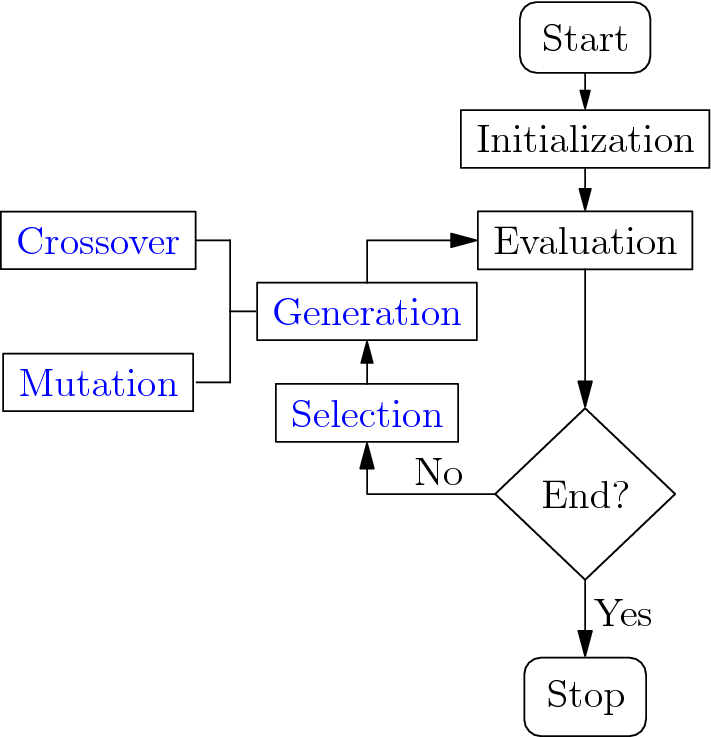 Start
Initialization
Crossover
Evaluation
Generation
Mutation
Selection
No
End?
Yes
Stop